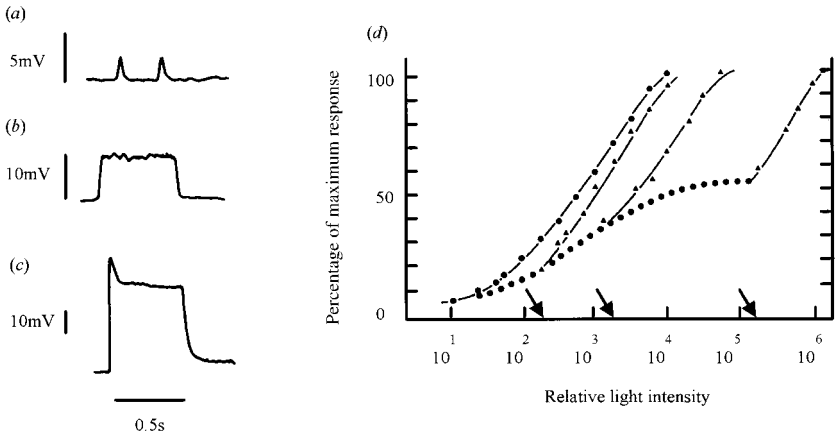 (a)
5mV
(b)
10mV
(c)
10mV
0.5s
(d)
Percentage of maximum response
100
50
0
10 1 10 2 10 3 10 4 10 5 10 6
Relative light intensity